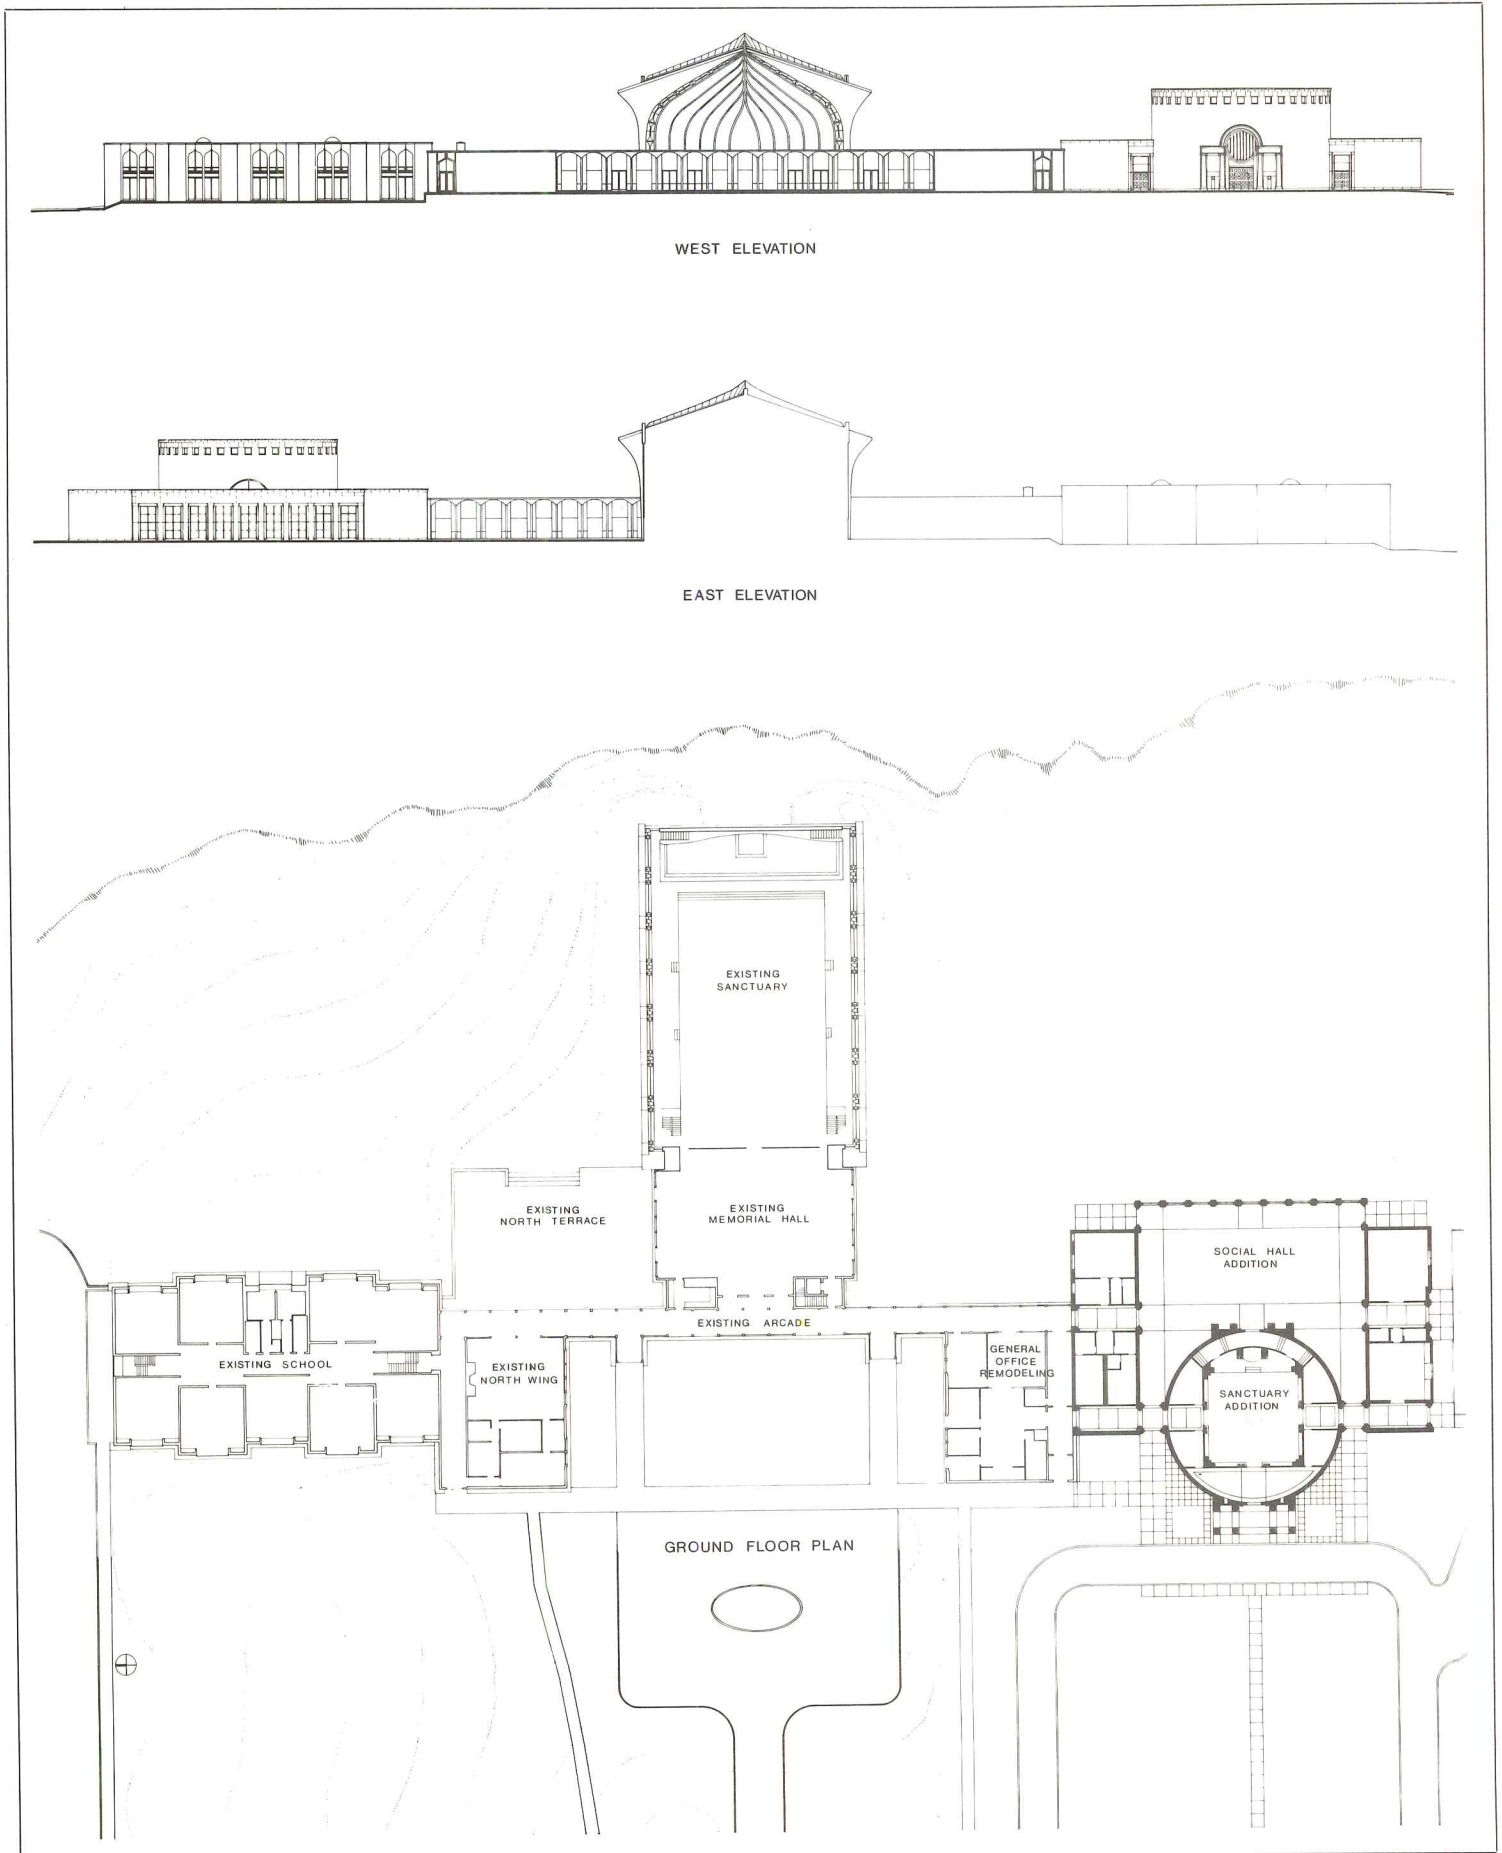 WEST ELEVATION
EAST ELEVATION
EXISTING
SANCTUARY
EXISTING
NORTH TERRACE
EXISTING
MEMORIAL HALL
SOCIAL HALL
ADDITION
EXISTING ARCADE
EXISTING SCHOOL
EXISTING
NORTH WING
GENERAL
OFFICE
REMODELING
SANCTUARY
ADDITION
GROUND FLOOR PLAN